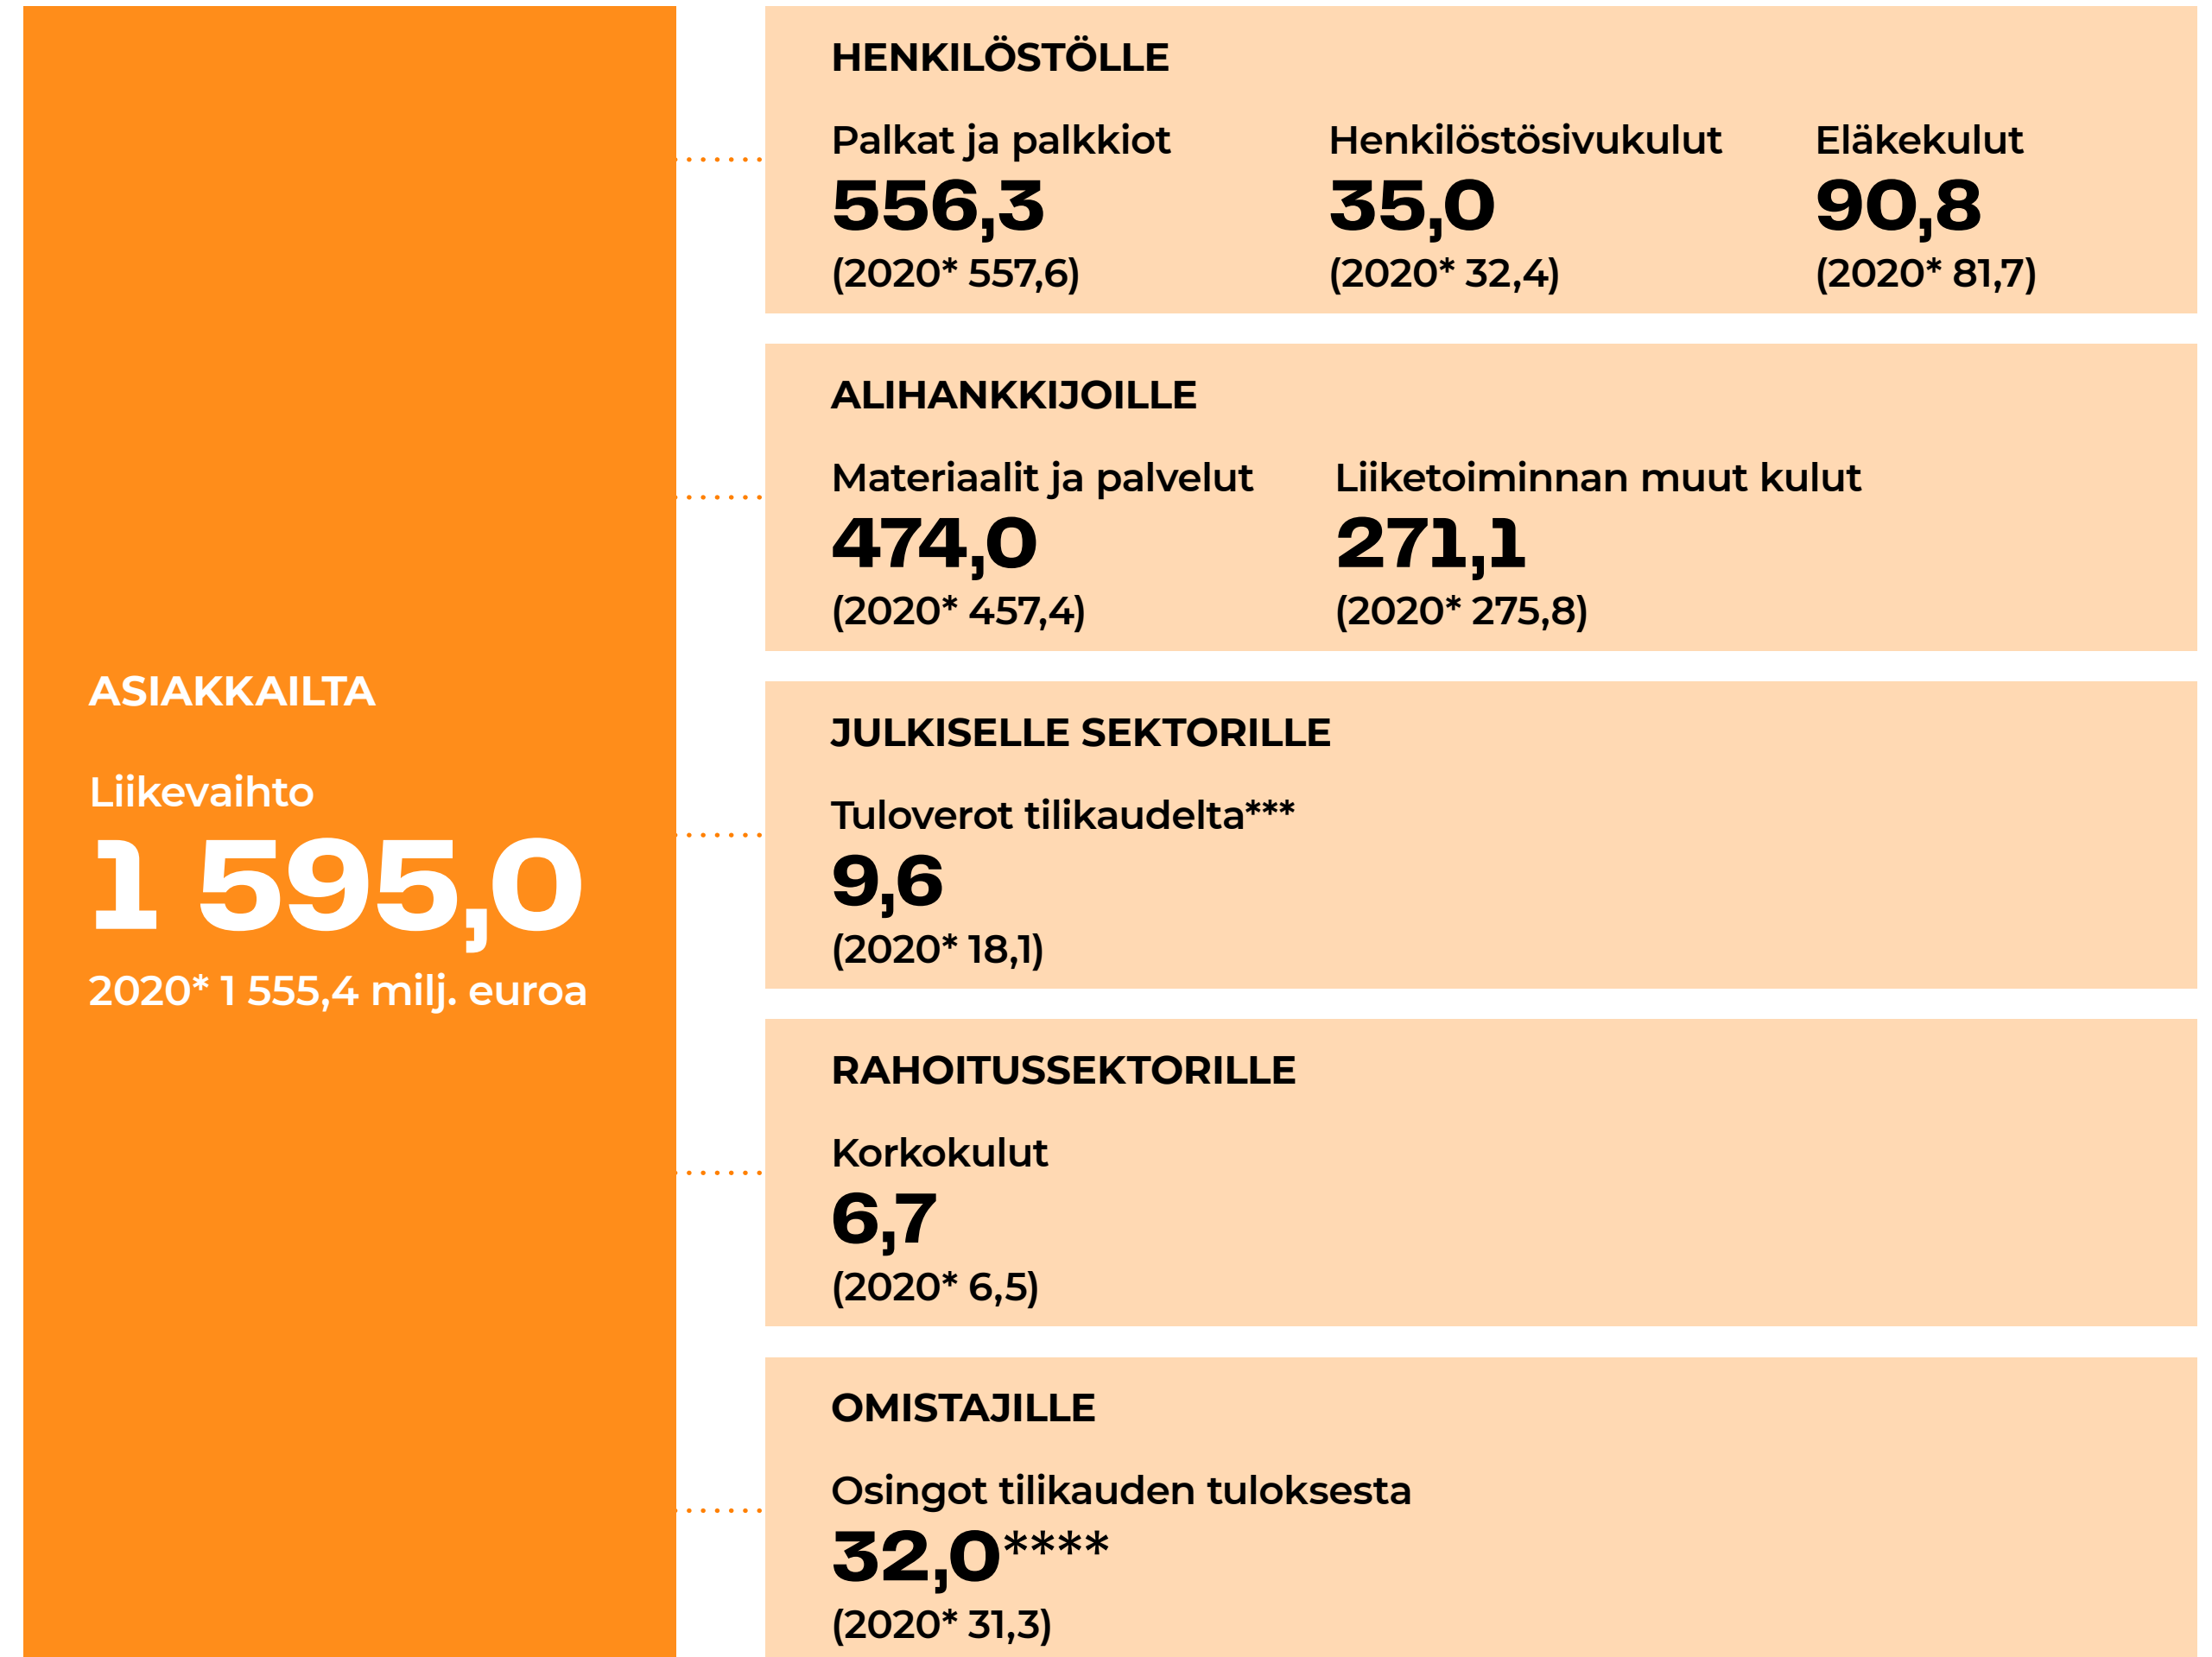 ASIAKKAILTA
Liikevaihto
1 595,0
2020* 1 555,4 milj. euroa
HENKILÖSTÖLLE
Palkat ja palkkiot
556,3
(2020* 557,6)
Henkilöstösivukulut
35,0
(2020* 32,4)
Eläkekulut
90,8
(2020* 81,7)
ALIHANKKIJOILLE
Materiaalit ja palvelut
474,0
(2020* 457,4)
Liiketoiminnan muut kulut
271,1
(2020* 275,8)
JULKISELLE SEKTORILLE
Tuloverot tilikaudelta***
9,6
(2020* 18,1)
RAHOITUSSEKTORILLE
Korkokulut
6,7
(2020* 6,5)
OMISTAJILLE
Osingot tilikauden tuloksesta
32,0****
(2020* 31,3)